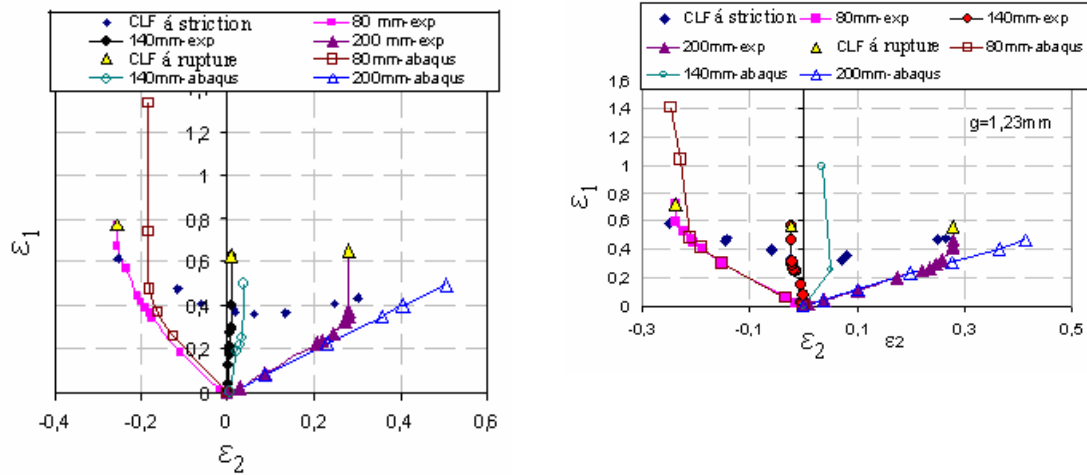 CLF á striction 80 mm-exp
140mm-exp 200 mm-exp
CLF á rupture 80mm-abaqus
140mm-abaqus 200mm-abaqus
1,2
1
0,8
0,6
0,4
0,2
0
-0,4 -0,2 0 0,2 0,4 0,6
ε1
ε2
CLF á striction 80mm-exp 140mm-exp
200mm-exp CLF á rupture 80mm-abaqus
140mm-abaqus 200mm-abaqus
1,6
1,4
g=1,23mm
1,2
1
0,8
0,6
0,4
0,2
0
-0,3 -0,1 0,1 0,3 0,5
ε1
ε2 ε2